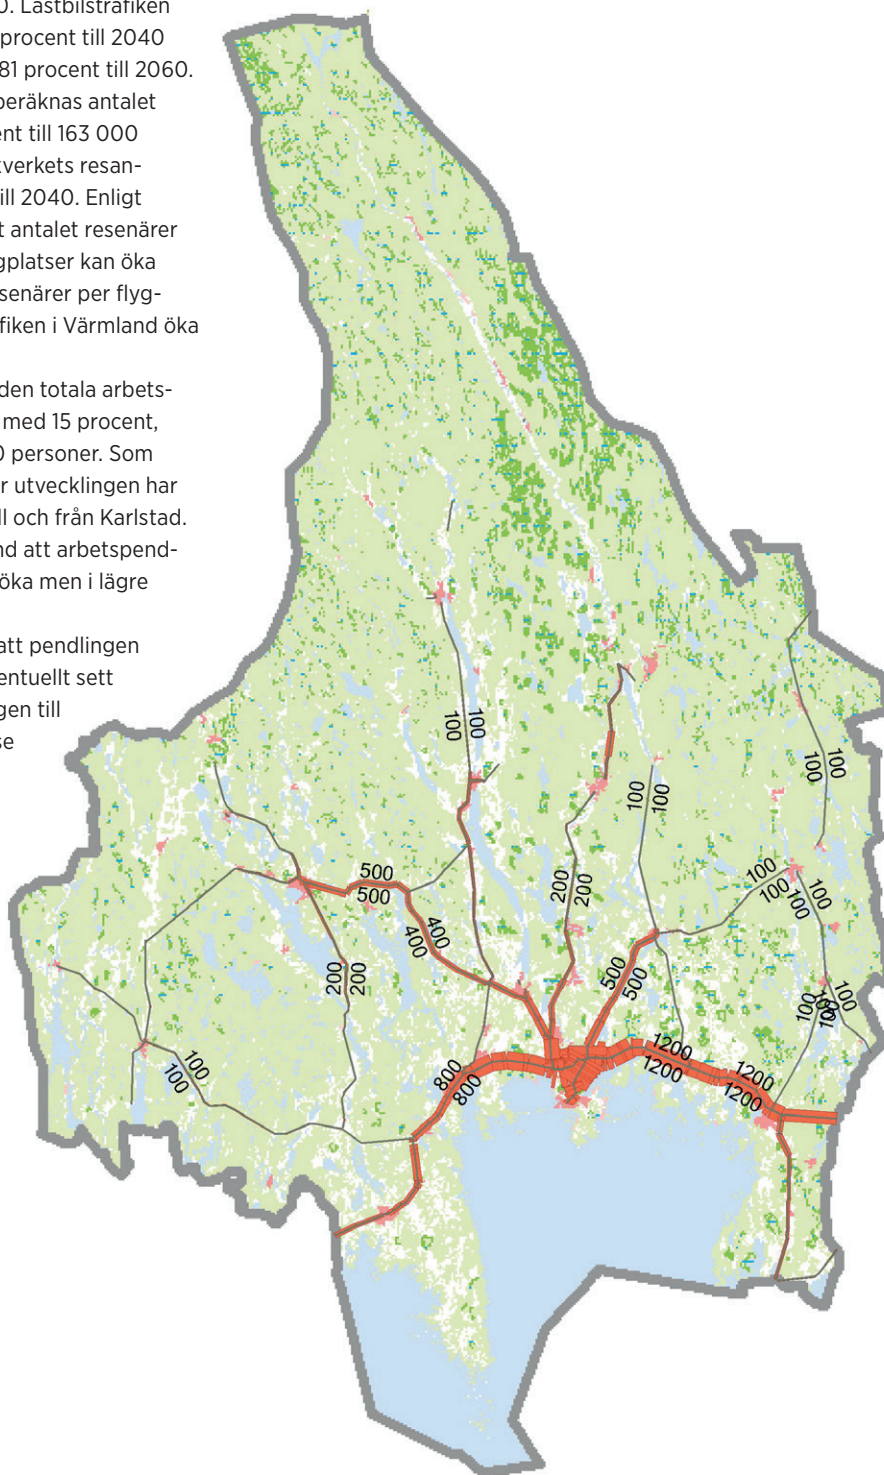 0. Lastbilstrafiken
procent till 2040
81 procent till 2060.
beräknas antalet
ent till 163 000
kverkets resan-
till 2040. Enligt
t antalet resenärer
gplatser kan öka
senärer per flyg-
fiken i Värmland öka
den totala arbets-
med 15 procent,
0 personer. Som
r utvecklingen har
ll och från Karlstad.
nd att arbetspend-
öka men i lägre
att pendlingen
entuellt sett
gen till
se
100
100
100
100
100
100
500
500
200
200
100
100
100
100
400
400
200
200
500
500
100
100
100
100
800
800
1200
1200
1200
1200